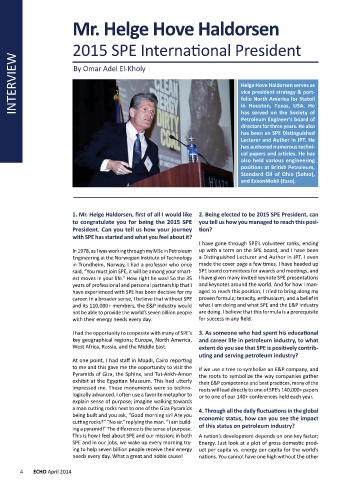 INTERVIEW
Mr. Helge Hove Haldorsen
2015 SPE International President
By Omar Adel El-Kholy
Helge Hove Haldorsen serves as
vice president strategy & port-
folio North America for Statoil
in Houston, Texas, USA. He
has served on the Society of
Petroleum Engineer's board of
directors for three years. He also
has been an SPE Distinguished
Lecturer and Author in JPT. He
has authored numerous techni-
cal papers and articles. He has
also held various engineering
positions at British Petroleum,
Standard Oil of Ohio (Sohio),
and ExxonMobil (Esso).
1. Mr. Haldorsen, first of all I would like
to congratulate you for being the 2015 SPE
President. Can you tell us how your journey
with SPE has started and what you feel about it?
In 1978, as I was working through my MSc in Petroleum
Engineering at the Norwegian Institute of Technology
in Trondheim, Norway, I had a professor who once
said, "You must join SPE, it will be among your smart-
est moves in your life." How right he was! So the 35
years of professional and personal partnership that I
have experienced with SPE has been decisive for my
career. In a broader sense, I believe that without SPE
and its 110,000+ members, the E&P industry would
not be able to provide the world's seven billion people
with their energy needs every day.
I had the opportunity to cooperate with many of SPE's
key geographical regions; Europe, North America,
West Africa, Russia, and the Middle East.
At one point, I had staff in Maadi, Cairo reporting
to me and this gave me the opportunity to visit the
Pyramids of Giza, the Sphinx, and Tut-Ankh-Amon
exhibit at the Egyptian Museum. This had utterly
impressed me. These monuments were so techno-
logically advanced. I often use a favorite metaphor to
explain sense of purpose; imagine walking towards
a man cutting rocks next to one of the Giza Pyramids
being built and you ask, "Good morning sir! Are you
cutting rocks?" "No sir," replying the man. "I am build-
ing a pyramid!" The difference is the sense of purpose.
This is how I feel about SPE and our mission; in both
SPE and in our jobs, we wake up every morning try-
ing to help seven billion people receive their energy
needs every day. What a great and noble cause!
2. Being elected to be 2015 SPE President, can
you tell us how you managed to reach this posi-
tion?
I have gone through SPE's volunteer ranks, ending
up with a term on the SPE board, and I have been
a Distinguished Lecturer and Author in JPT. I even
made the cover page a few times. I have headed up
SPE board committees for awards and meetings, and
I have given many invited keynote SPE presentations
and keynotes around the world. And for how I man-
aged to reach this position, I tried to bring along my
proven formula; tenacity, enthusiasm, and a belief in
what I am doing and what SPE and the E&P industry
are doing. I believe that this formula is a prerequisite
for success in any field.
3. As someone who had spent his educational
and career life in petroleum industry, to what
extent do you see that SPE is positively contrib-
uting and serving petroleum industry?
If we use a tree to symbolize an E&P company, and
the roots to symbolize the way companies gather
their E&P competence and best practices, many of the
roots will lead directly to one of SPE's 140,000+ papers
or to one of our 140+ conferences held each year.
4. Through all the daily fluctuations in the global
economic status, how can you see the impact
of this status on petroleum industry?
A nation's development depends on one key factor;
Energy. Just look at a plot of gross domestic prod-
uct per capita vs. energy per capita for the world's
nations. You cannot have one high without the other
4 ECHO April 2014